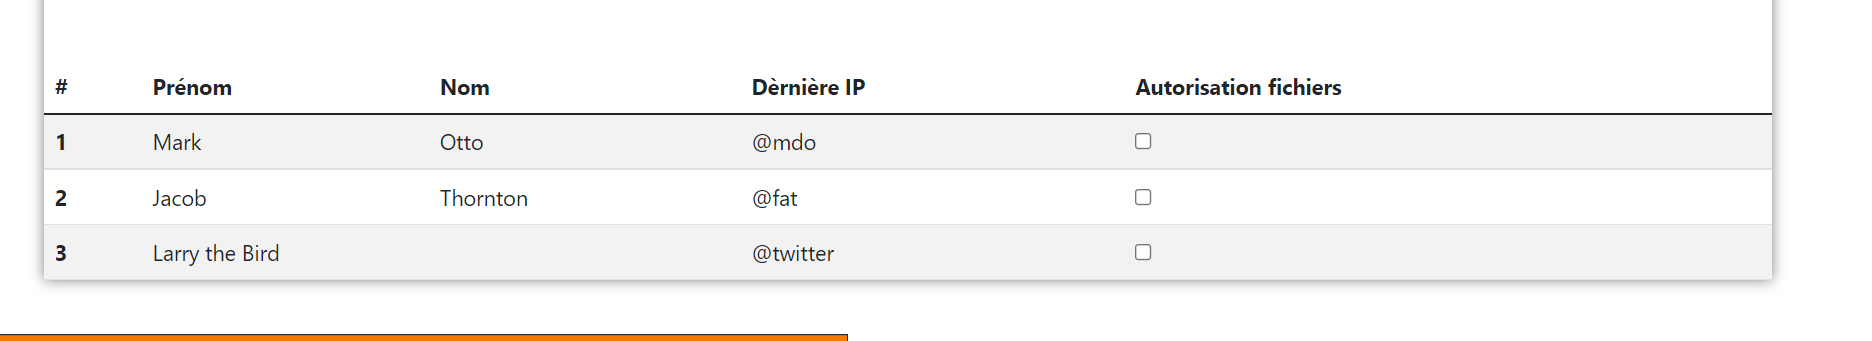 # Prénom Nom Dèrnière IP Autorisation fichiers
1 Mark Otto @mdo
2 Jacob Thornton @fat
3 Larry the Bird @twitter